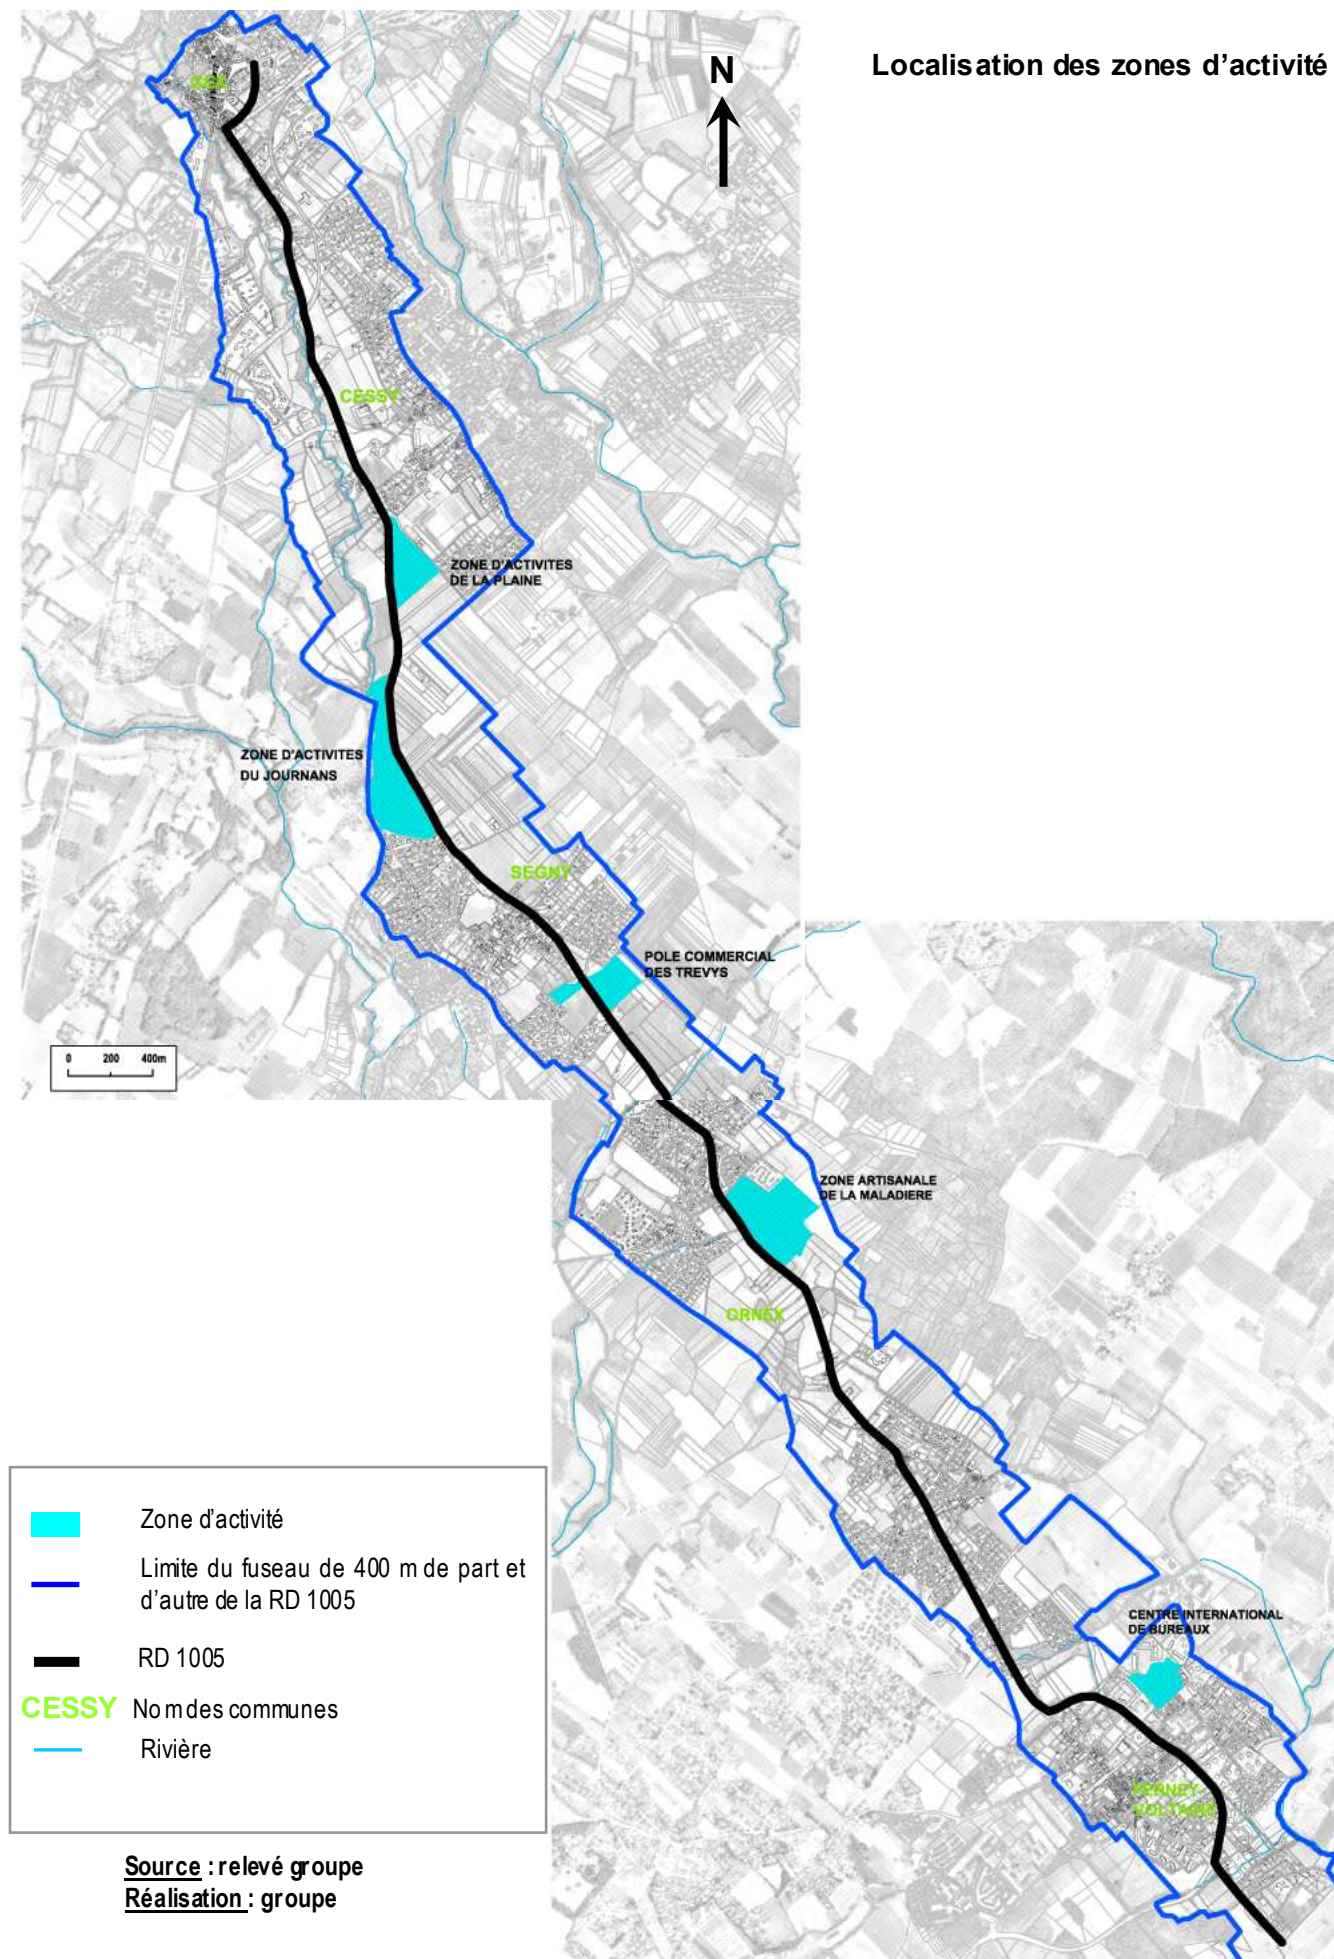 Localisation des zones d'activité
N
GEX
CESSY
ZONE D'ACTIVITES
DE LA PLAINE
ZONE D'ACTIVITES
DU JOURNANS
SEGNY
POLE COMMERCIAL
DES TREVYS
0 200 400m
ZONE ARTISANALE
DE LA MALADIERE
ORNEX
CENTRE INTERNATIONAL
DE BUREAUX
FERNEY-
VOLTAIRE
Zone d'activité
Limite du fuseau de 400 m de part et
d'autre de la RD 1005
RD 1005
CESSY Nom des communes
Rivière
Source : relevé groupe
Réalisation : groupe